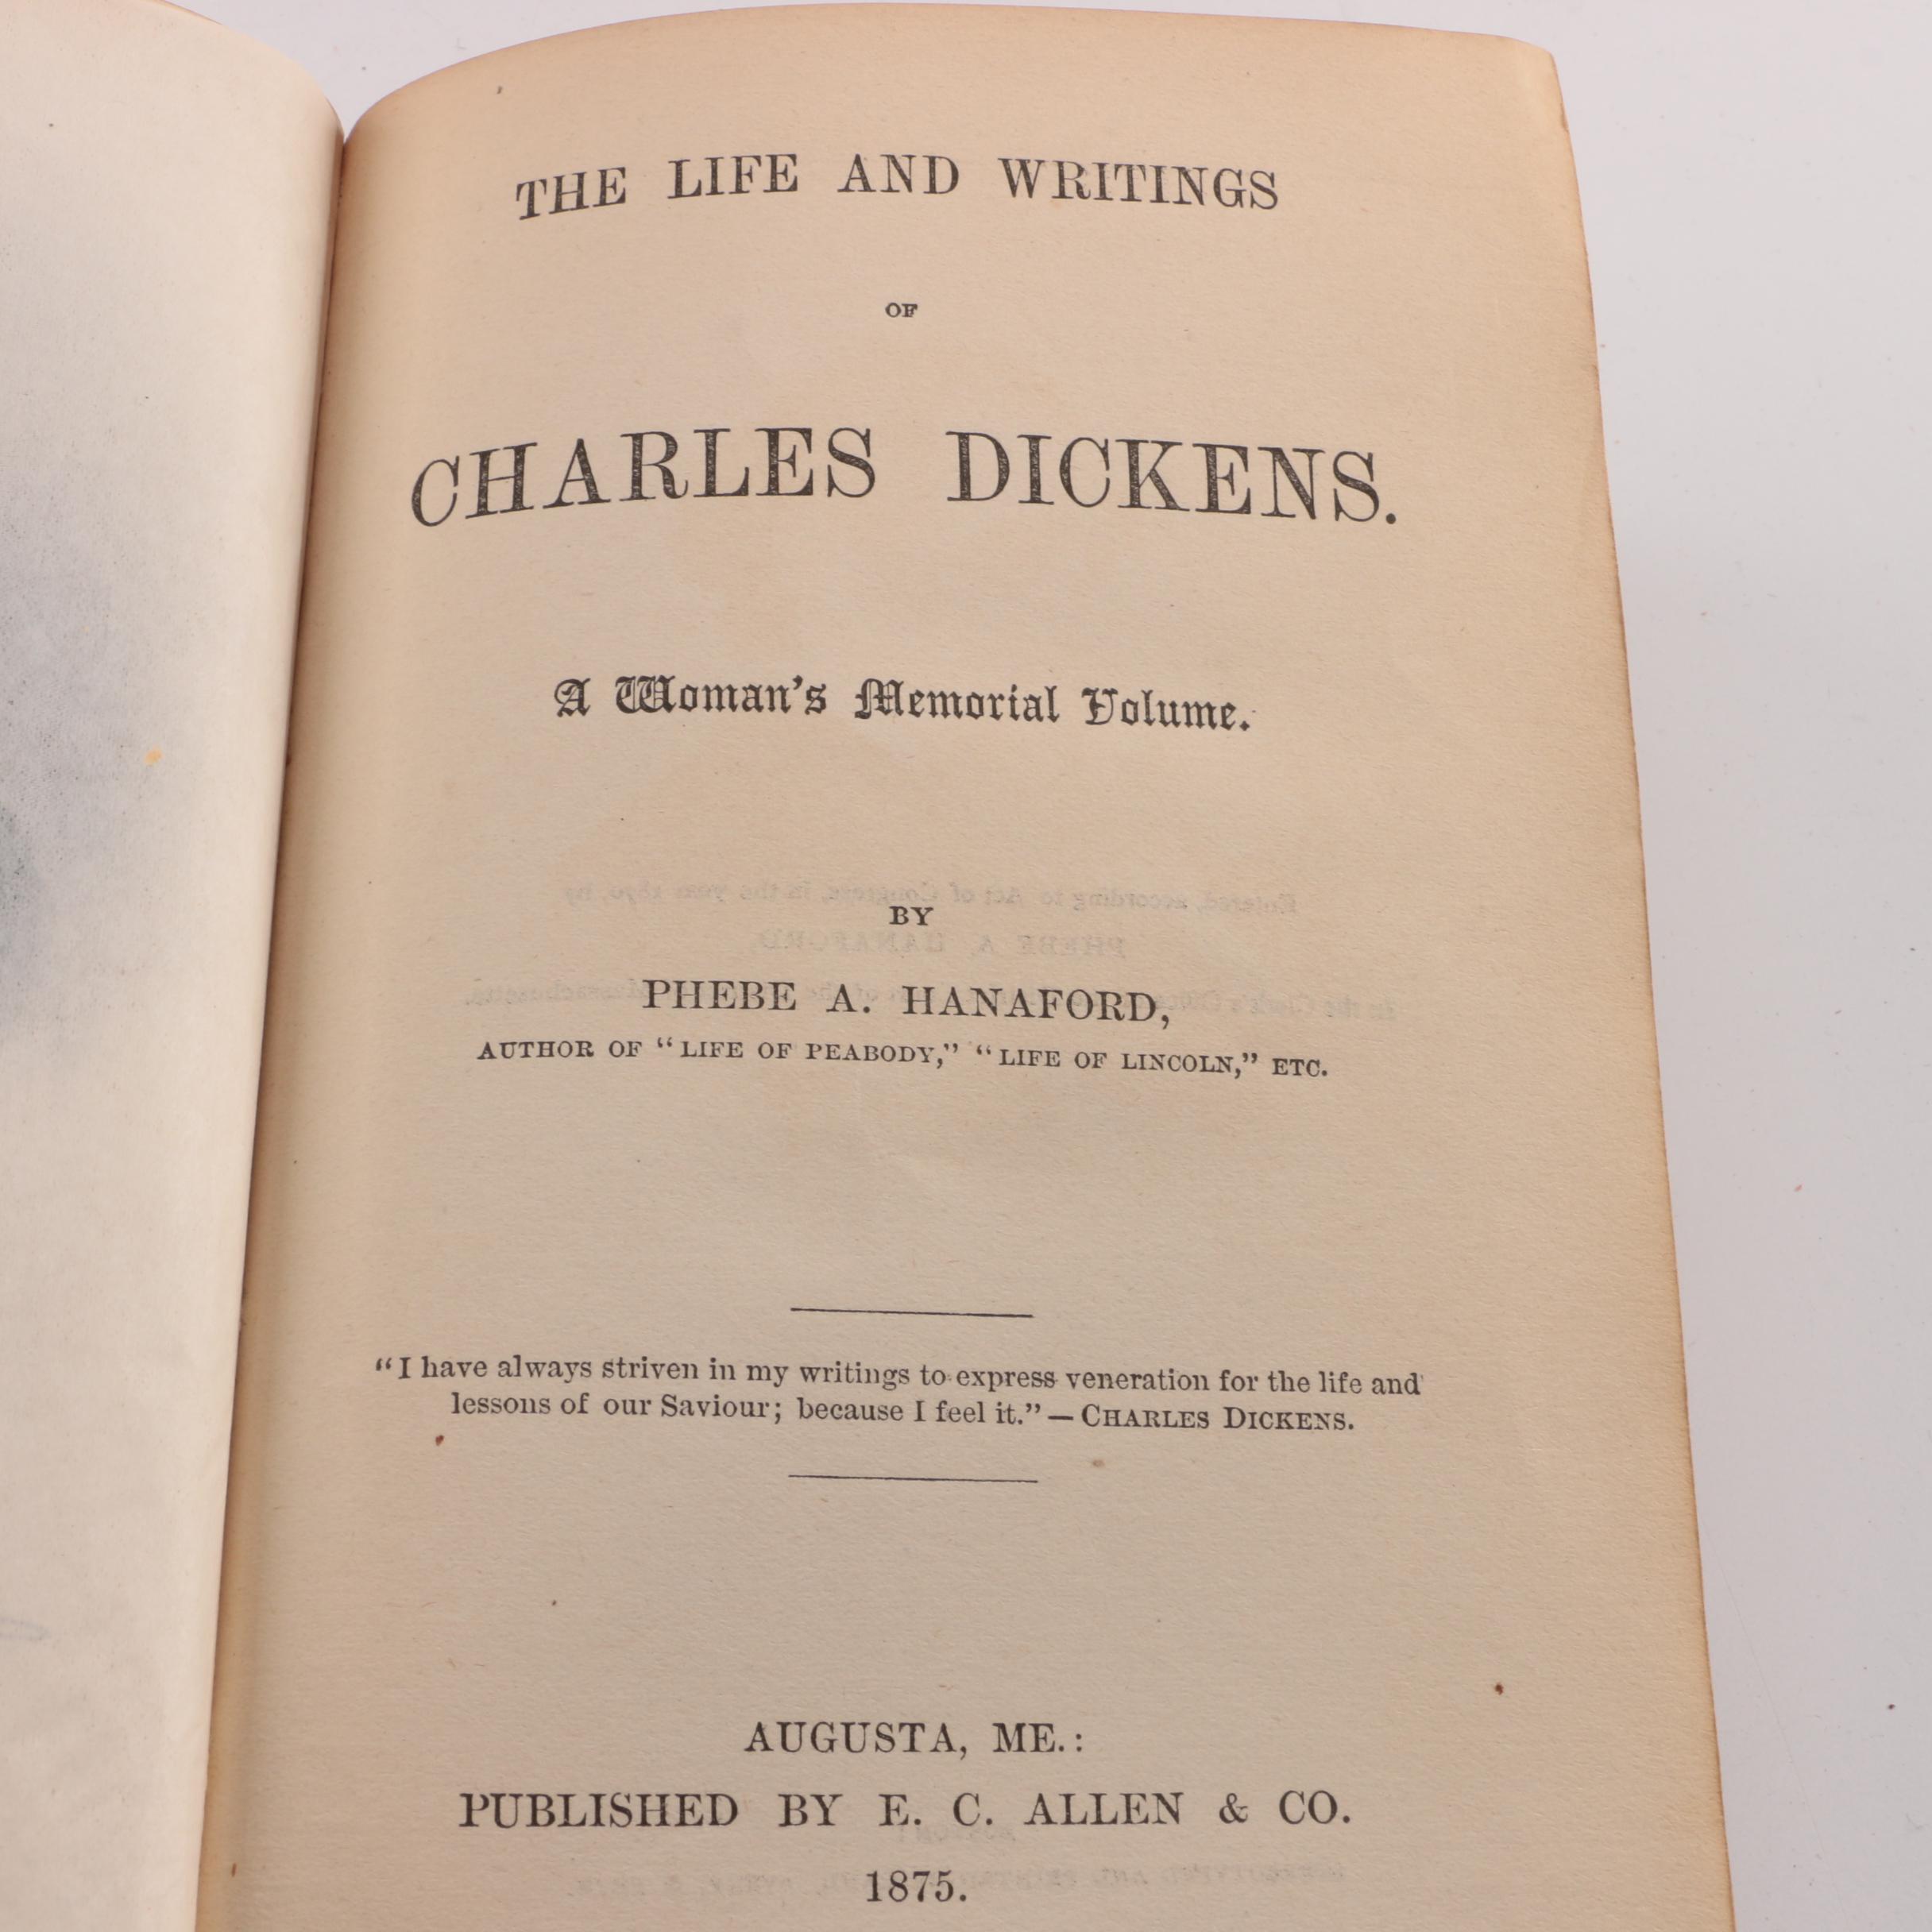 THE LIFE AND WRITINGS
OF
CHARLES DICKENS.
A Woman's Memorial Volume.
BY
PHEBE A. HANAFORD,
AUTHOR OF "LIFE OF PEABODY," "LIFE OF LINCOLN," ETC.
"I have always striven in my writings to express veneration for the life and
lessons of our Saviour; because I feel it." — CHARLES DICKENS.
AUGUSTA, ME.:
PUBLISHED BY E. C. ALLEN & CO.
1875.